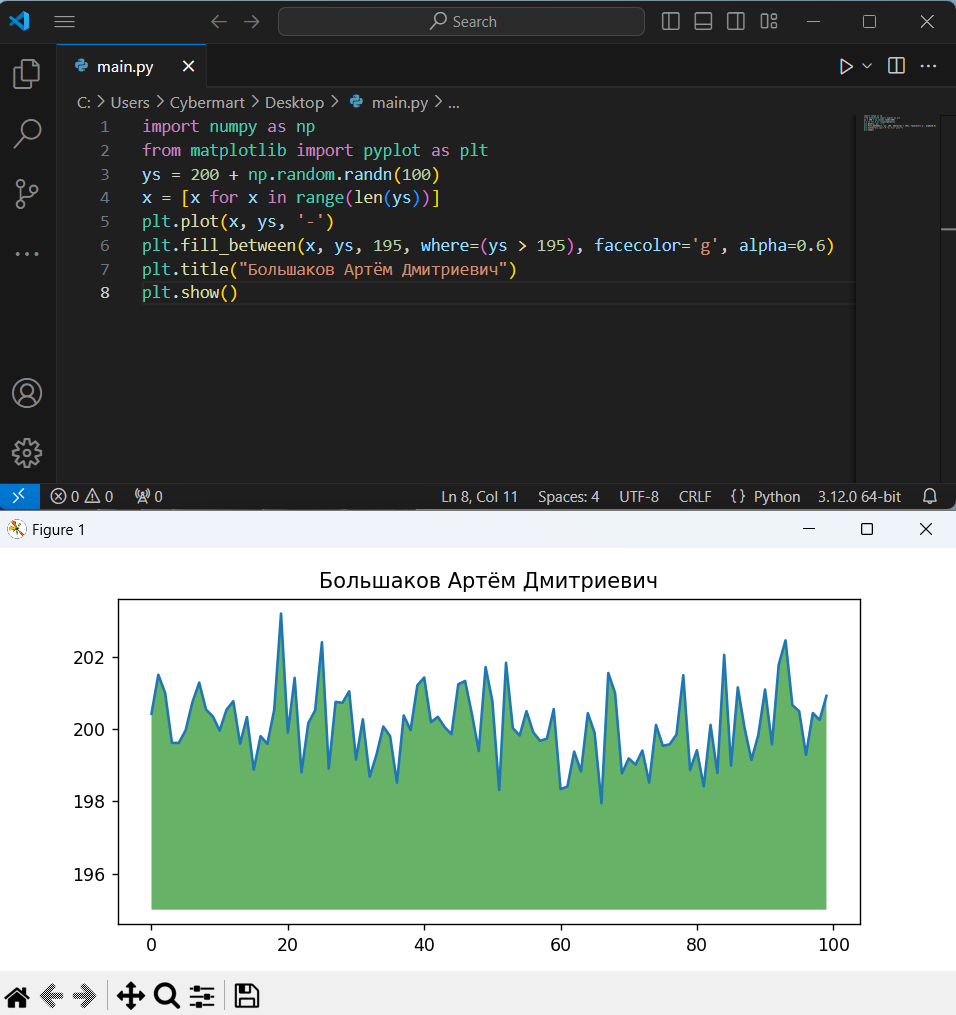 Search
main.py
C: > Users > Cybermart > Desktop > main.py > ...
1 import numpy as np
2 from matplotlib import pyplot as plt
3 ys = 200 + np.random.randn(100)
4 x = [x for x in range(len(ys))]
5 plt.plot(x, ys, '-')
6 plt.fill_between(x, ys, 195, where=(ys > 195), facecolor='g', alpha=0.6)
7 plt.title("Большаков Артём Дмитриевич")
8 plt.show()
0 0 0 Ln 8, Col 11 Spaces: 4 UTF-8 CRLF {} Python 3.12.0 64-bit
Figure 1
Большаков Артём Дмитриевич
202
200
198
196
0 20 40 60 80 100